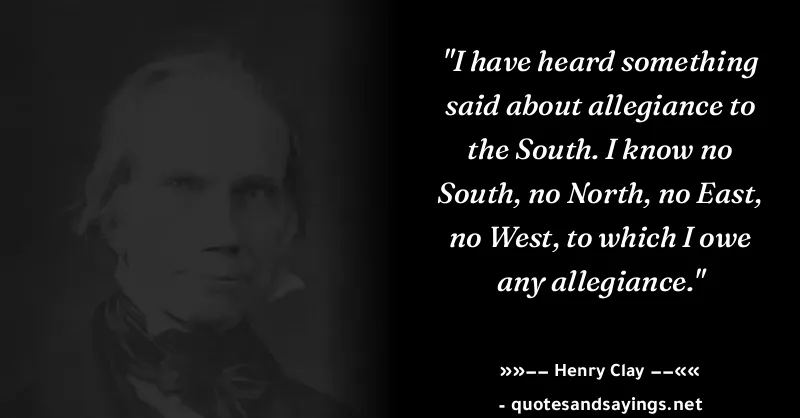 "I have heard something
said about allegiance to
the South. I know no
South, no North, no East,
no West, to which I owe
any allegiance."
»»–– Henry Clay ––««
- quotesandsayings.net